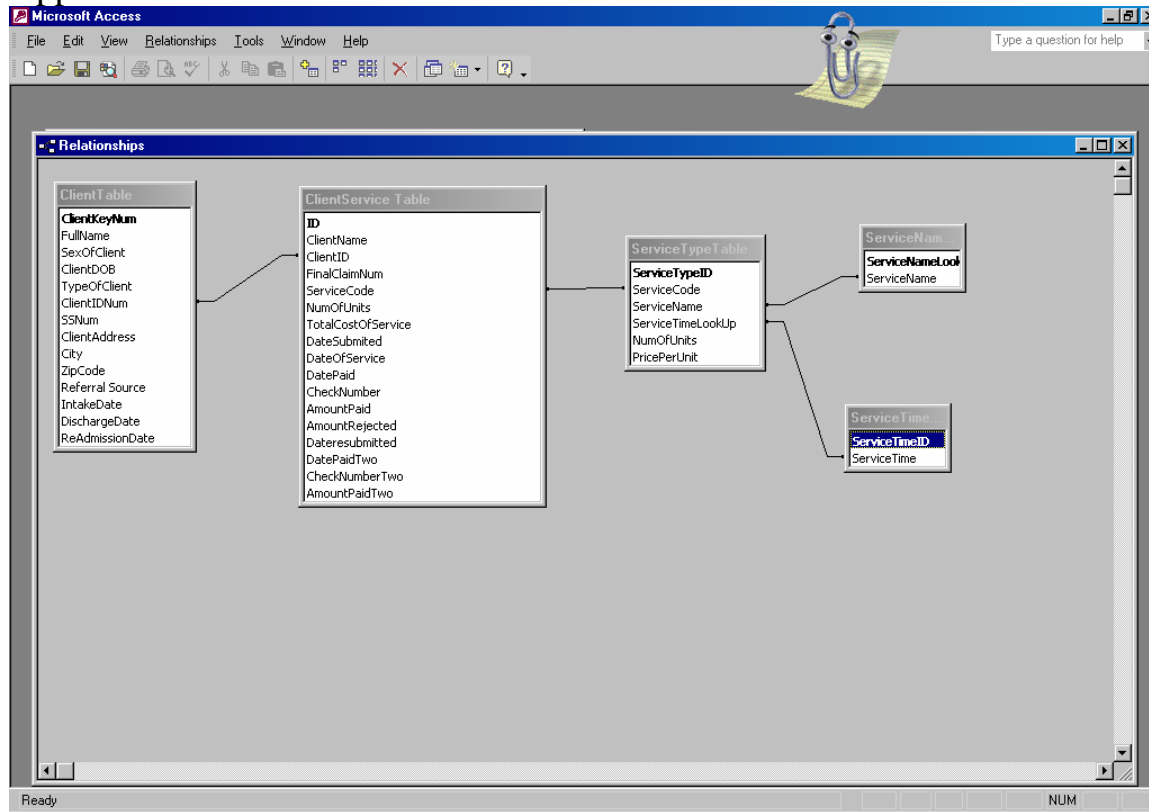 Microsoft Access
File Edit View Relationships Tools Window Help
Type a question for help
Relationships
ClientTable
ClientKeyNum
FullName
SexOfClient
ClientDOB
TypeOfClient
ClientIDNum
SSNum
ClientAddress
City
ZipCode
Referral Source
IntakeDate
DischargeDate
ReAdmissionDate
ClientService Table
ID
ClientName
ClientID
FinalClaimNum
ServiceCode
NumOfUnits
TotalCostOfService
DateSubmited
DateOfService
DatePaid
CheckNumber
AmountPaid
AmountRejected
Dateresubmitted
DatePaidTwo
CheckNumberTwo
AmountPaidTwo
ServiceTypeTable
ServiceTypeID
ServiceCode
ServiceName
ServiceTimeLookUp
NumOfUnits
PricePerUnit
ServiceNam...
ServiceNameLook
ServiceName
ServiceTime...
ServiceTimeID
ServiceTime
Ready
NUM